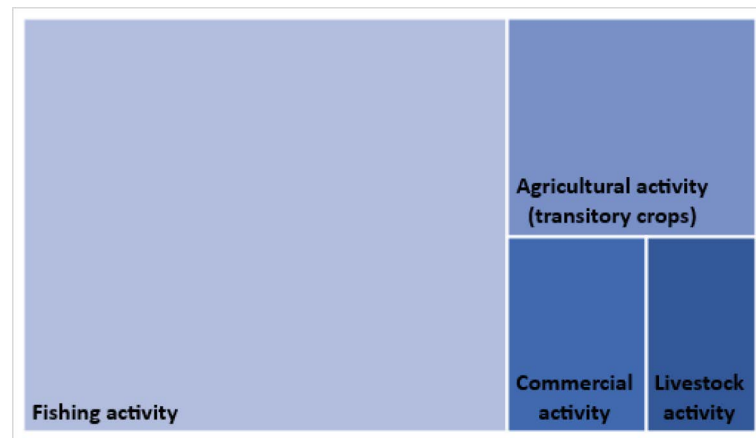 Agricultural activity
(transitory crops)
Fishing activity
Commercial
activity
Livestock
activity